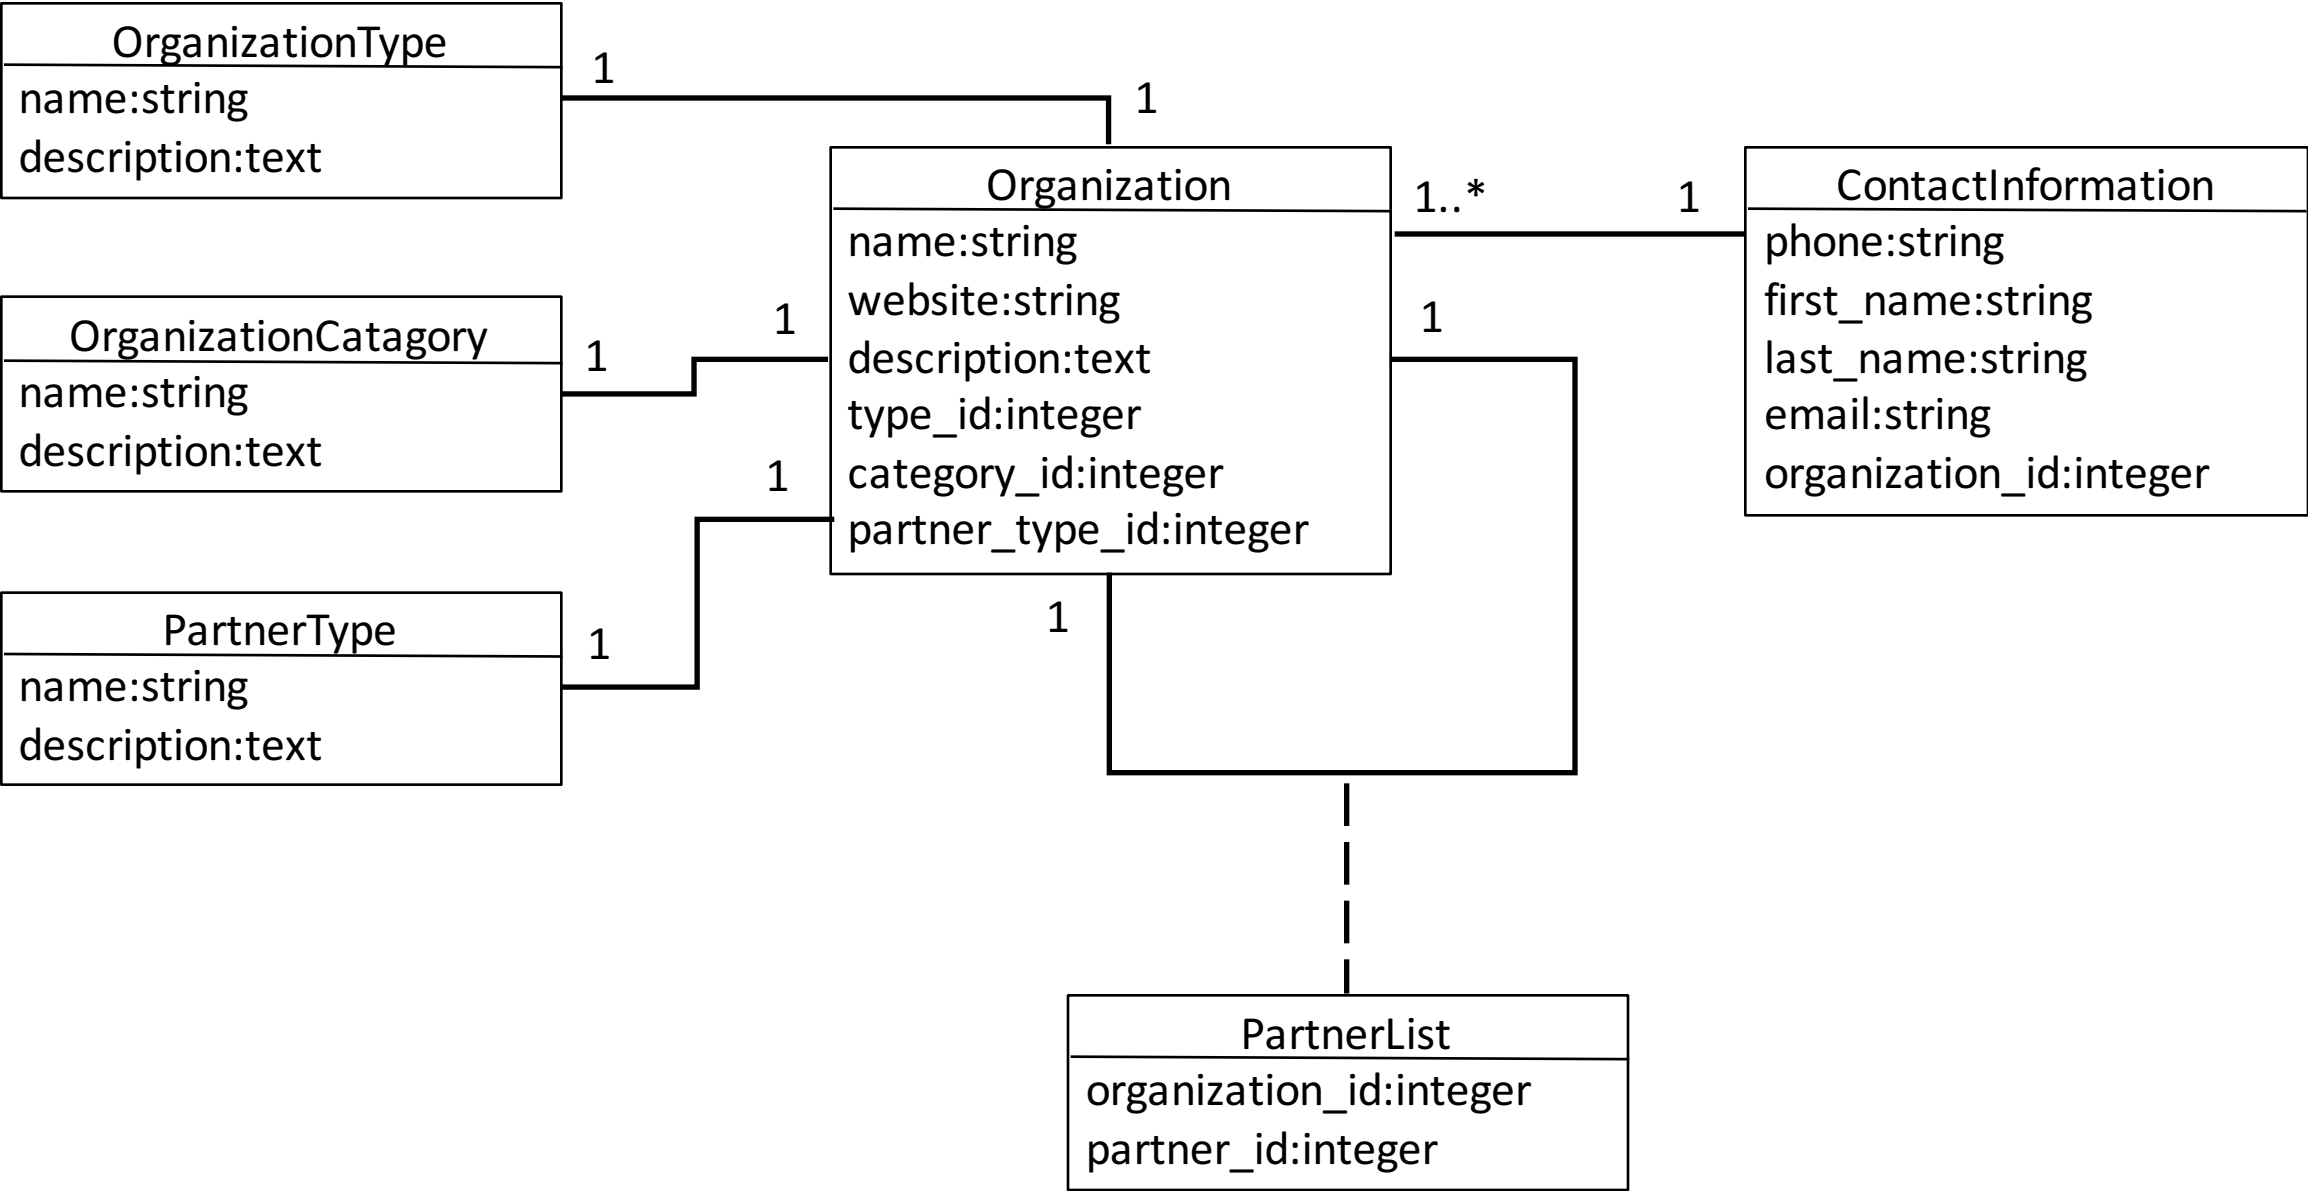 OrganizationType
name:string
description:text
1
1
Organization
name:string
website:string
description:text
type_id:integer
category_id:integer
partner_type_id:integer
1..*
1
ContactInformation
phone:string
first_name:string
last_name:string
email:string
organization_id:integer
OrganizationCatagory
name:string
description:text
1
1
1
PartnerType
name:string
description:text
1
1
1
PartnerList
organization_id:integer
partner_id:integer